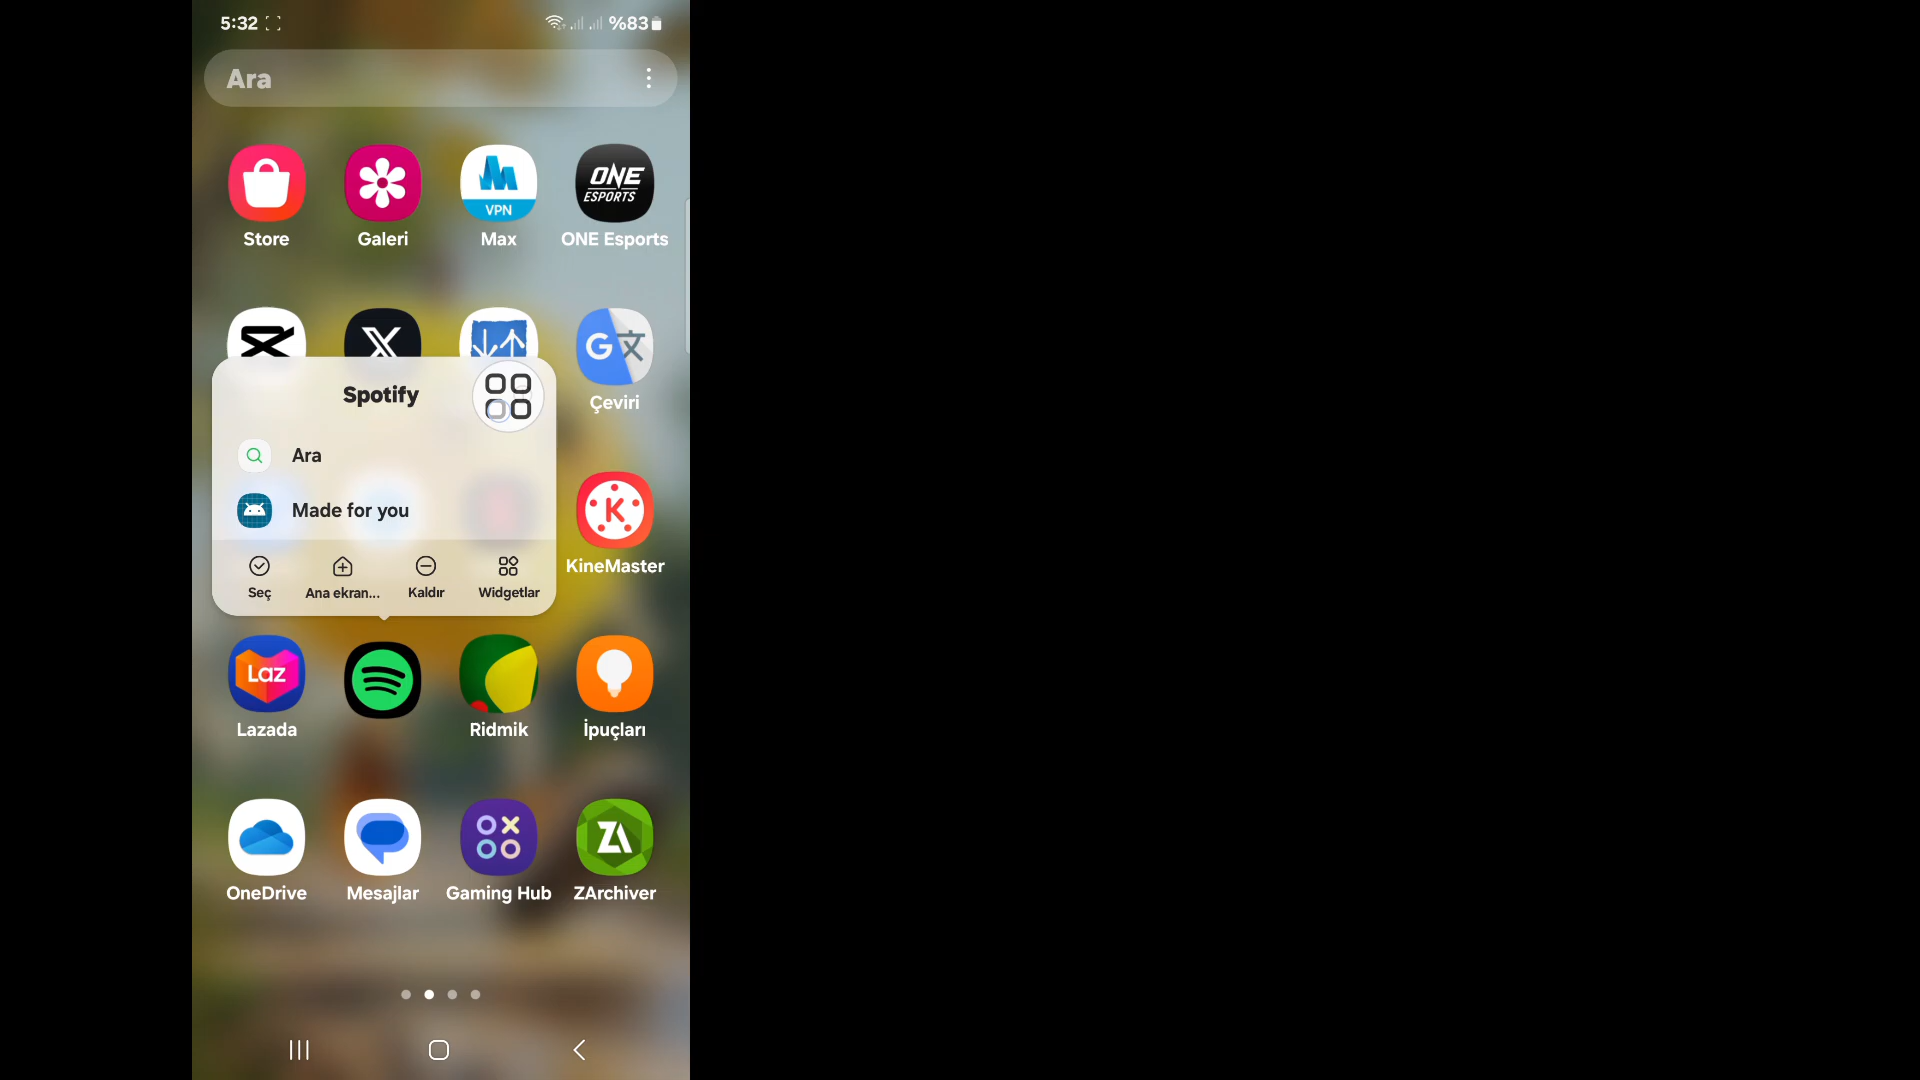 5:32 %83
Ara
VPN
ONE
ESPORTS
Store Galeri Max ONE Esports
Çeviri
Spotify
Ara
Made for you
KineMaster
Seç Ana ekran... Kaldır Widgetlar
Laz
Lazada Ridmik İpuçları
ZA
OneDrive Mesajlar Gaming Hub ZArchiver